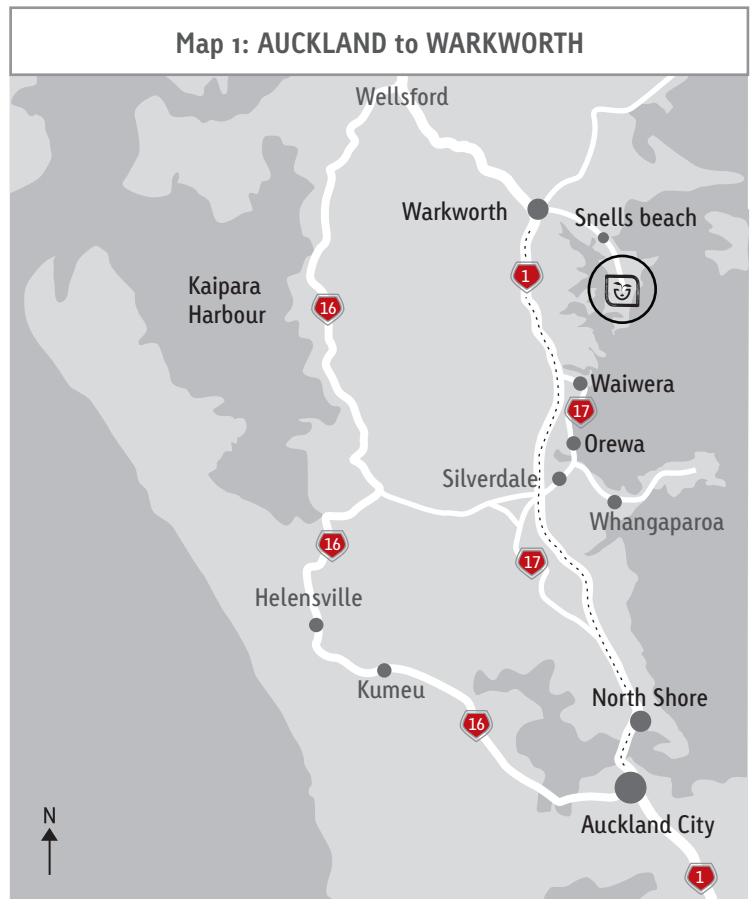 Map 1: AUCKLAND to WARKWORTH
Wellsford
Warkworth
Snells beach
1
Kaipara
Harbour
16
Waiwera
17
Orewa
Silverdale
Whangaparoa
16
17
Helensville
Kumeu
North Shore
16
Auckland City
N
1